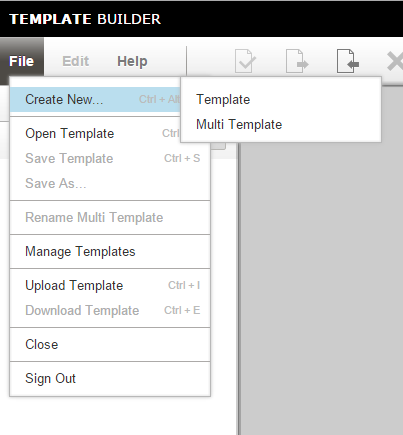 TEMPLATE BUILDER
File Edit Help
Create New... Ctrl + Alt
Template
Multi Template
Open Template Ctrl
Save Template Ctrl + S
Save As...
Rename Multi Template
Manage Templates
Upload Template Ctrl + I
Download Template Ctrl + E
Close
Sign Out